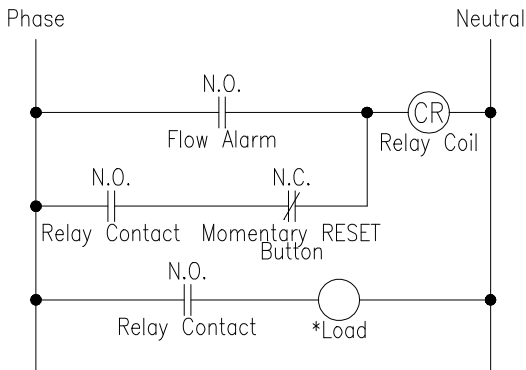 Phase
Neutral
N.O.
CR
Flow Alarm
Relay Coil
N.O.
N.C.
Relay Contact
Momentary RESET
Button
N.O.
Relay Contact
*Load